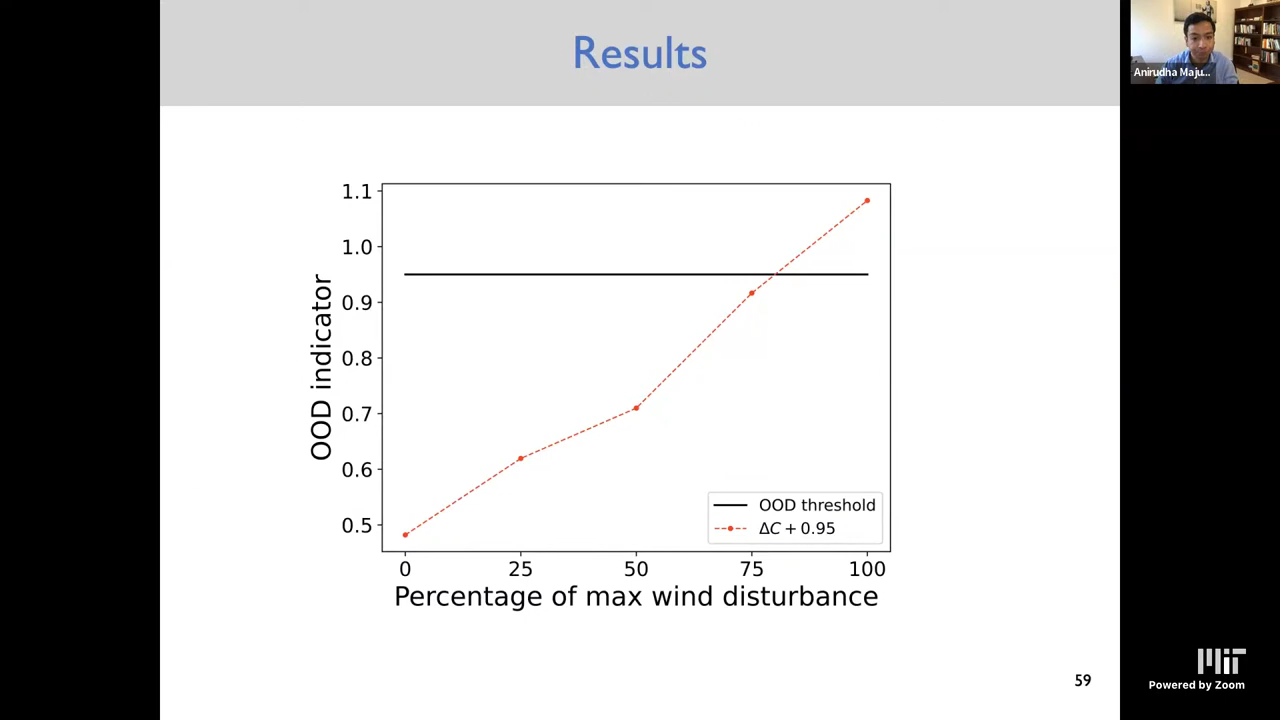 Results
Anirudha Maju...
1.1
1.0
0.9
0.8
0.7
0.6
0.5
OOD indicator
OOD threshold
ΔC + 0.95
0 25 50 75 100
Percentage of max wind disturbance
59
MIT
Powered by Zoom